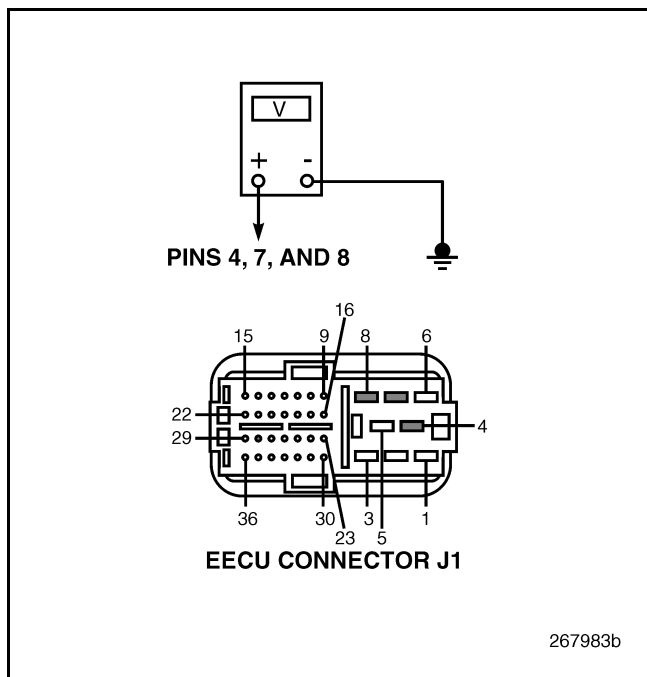 V
+ -
PINS 4, 7, AND 8
16
15 9 8 6
22
29
4
36 30 3 1
23 5
EECU CONNECTOR J1
267983b